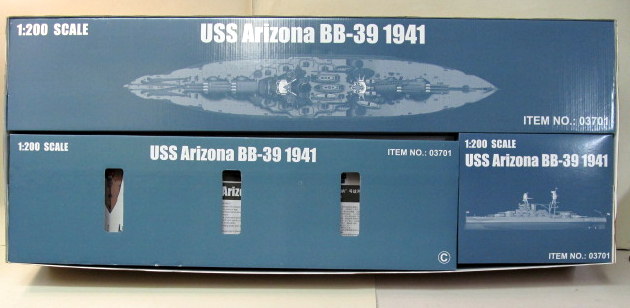 1:200 SCALE
USS Arizona BB-39 1941
ITEM NO.: 03701
1:200 SCALE
USS Arizona BB-39 1941
ITEM NO.: 03701
Arizo
©
1:200 SCALE
USS Arizona BB-39 1941
ITEM NO.: 03701